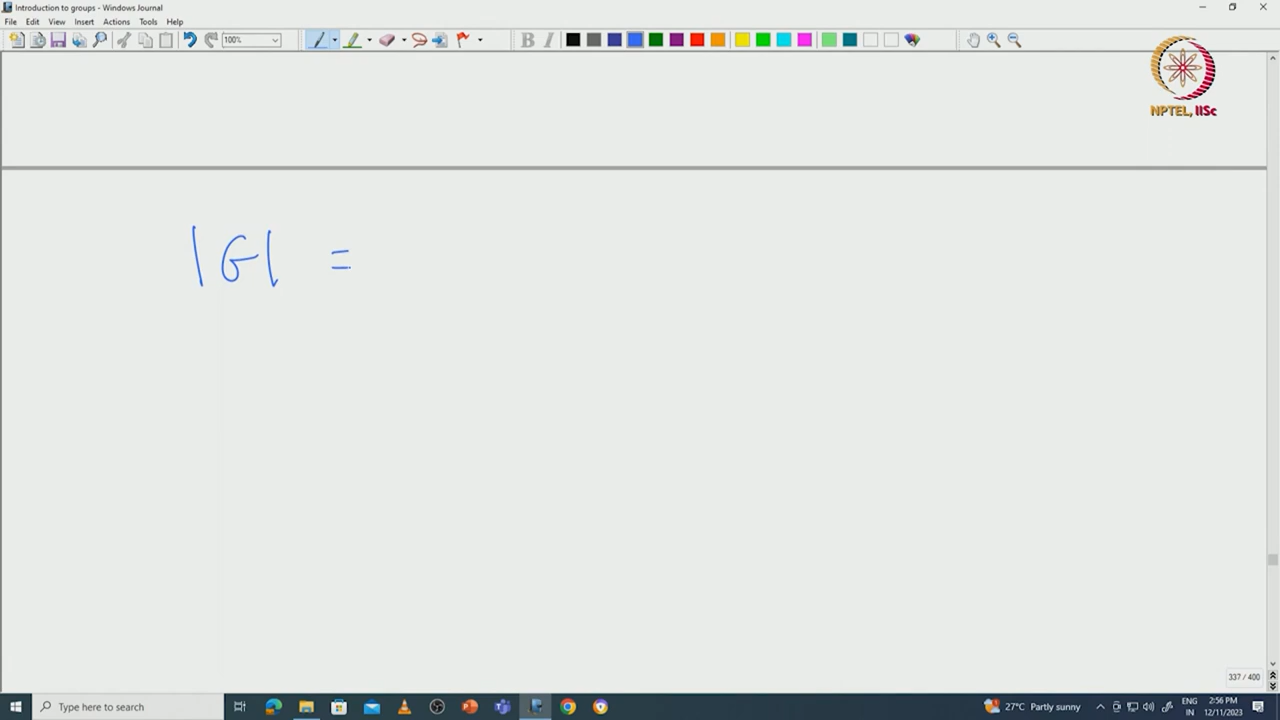 Introduction to groups - Windows Journal
File Edit View Insert Actions Tools Help
100%
B I
NPTEL, IISc
|G| =
337 / 400
Type here to search
27°C Partly sunny
ENG
IN
2:56 PM
12/11/2023